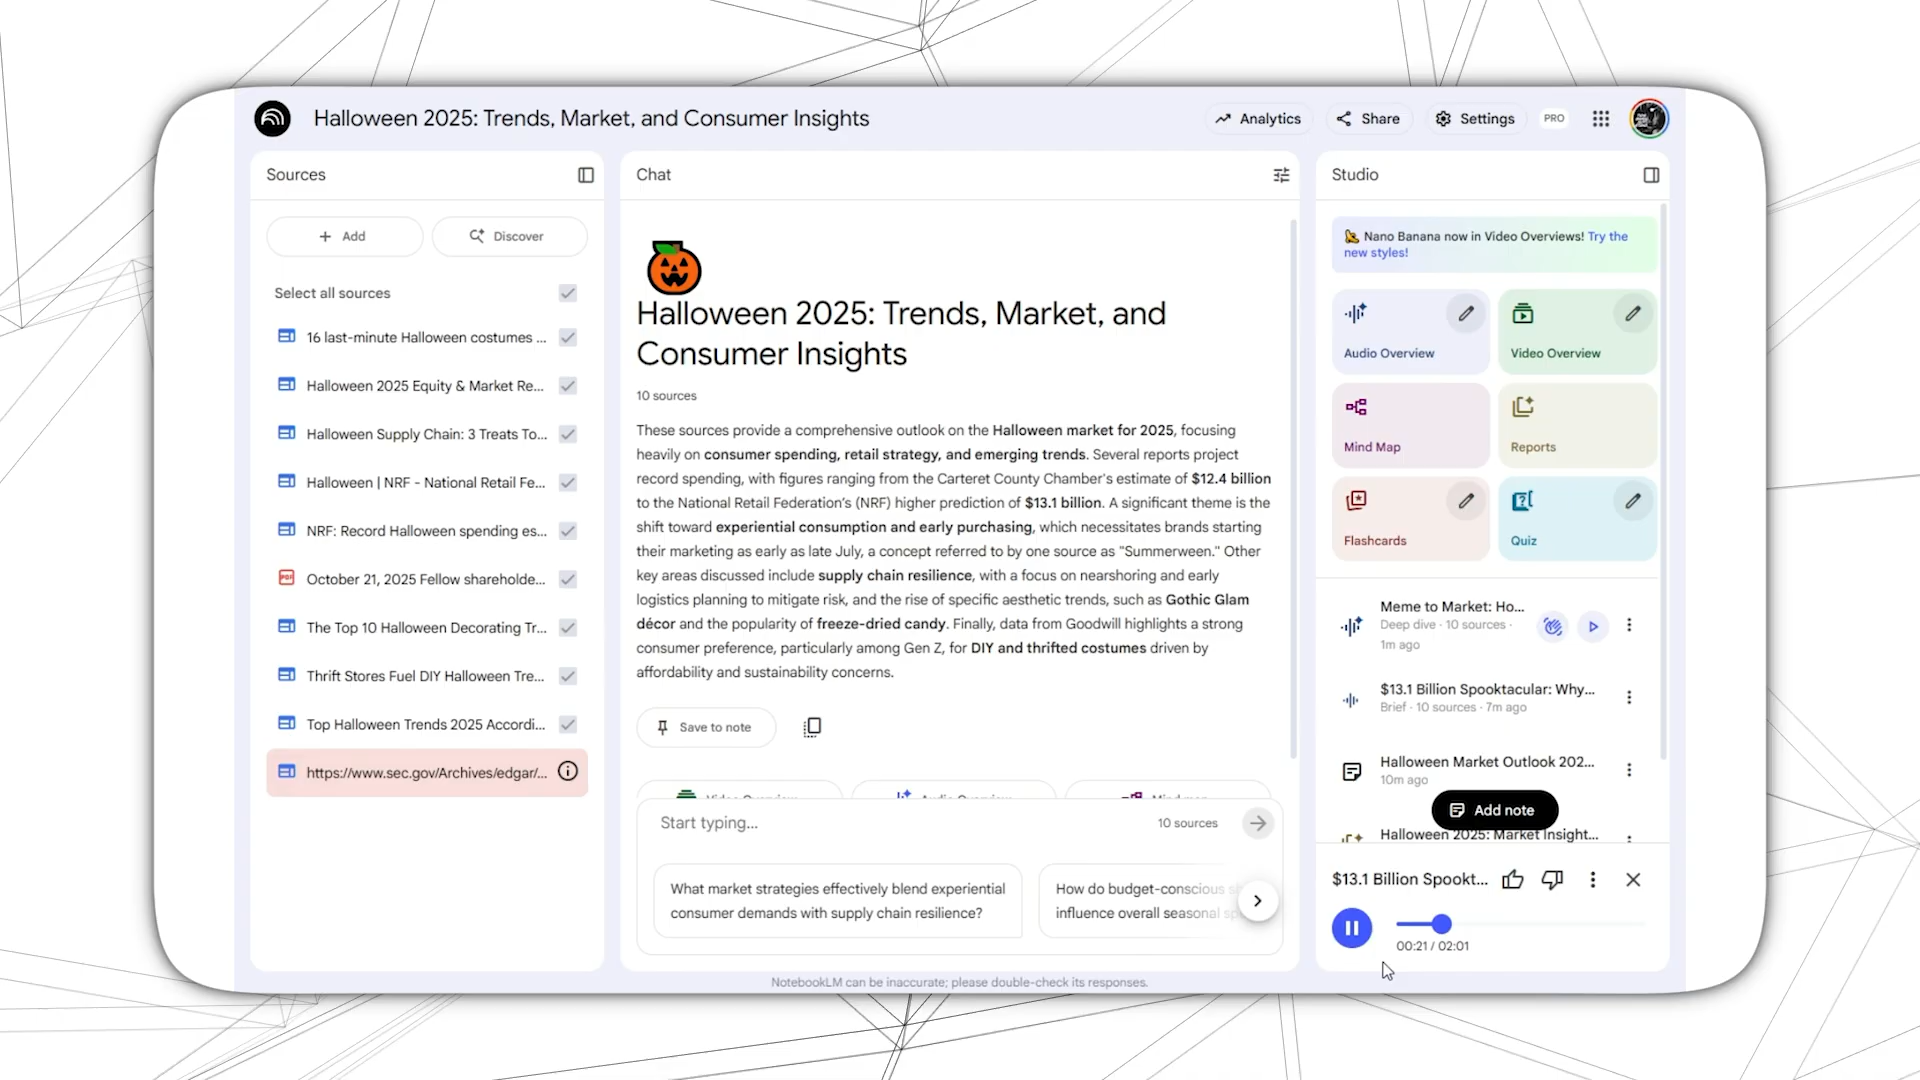 Halloween 2025: Trends, Market, and Consumer Insights
Analytics
Share
Settings
PRO
Sources
Add
Discover
Select all sources
16 last-minute Halloween costumes ...
Halloween 2025 Equity & Market Re...
Halloween Supply Chain: 3 Treats To...
Halloween | NRF - National Retail Fe...
NRF: Record Halloween spending es...
PDF
October 21, 2025 Fellow shareholde...
The Top 10 Halloween Decorating Tr...
Thrift Stores Fuel DIY Halloween Tre...
Top Halloween Trends 2025 Accordi...
https://www.sec.gov/Archives/edgar/...
Chat
Halloween 2025: Trends, Market, and
Consumer Insights
10 sources
These sources provide a comprehensive outlook on the Halloween market for 2025, focusing
heavily on consumer spending, retail strategy, and emerging trends. Several reports project
record spending, with figures ranging from the Carteret County Chamber's estimate of $12.4 billion
to the National Retail Federation's (NRF) higher prediction of $13.1 billion. A significant theme is the
shift toward experiential consumption and early purchasing, which necessitates brands starting
their marketing as early as late July, a concept referred to by one source as "Summerween." Other
key areas discussed include supply chain resilience, with a focus on nearshoring and early
logistics planning to mitigate risk, and the rise of specific aesthetic trends, such as Gothic Glam
décor and the popularity of freeze-dried candy. Finally, data from Goodwill highlights a strong
consumer preference, particularly among Gen Z, for DIY and thrifted costumes driven by
affordability and sustainability concerns.
Save to note
Video Overview
Audio Overview
Mind map
Start typing...
10 sources
What market strategies effectively blend experiential
consumer demands with supply chain resilience?
How do budget-conscious
influence overall seasonal
NotebookLM can be inaccurate; please double-check its responses.
Studio
Nano Banana now in Video Overviews! Try the
new styles!
Audio Overview
Video Overview
Mind Map
Reports
Flashcards
Quiz
Meme to Market: Ho...
Deep dive · 10 sources ·
1m ago
$13.1 Billion Spooktacular: Why...
Brief · 10 sources · 7m ago
Halloween Market Outlook 202...
10m ago
Add note
Halloween 2025: Market Insight...
$13.1 Billion Spookt...
00:21 / 02:01